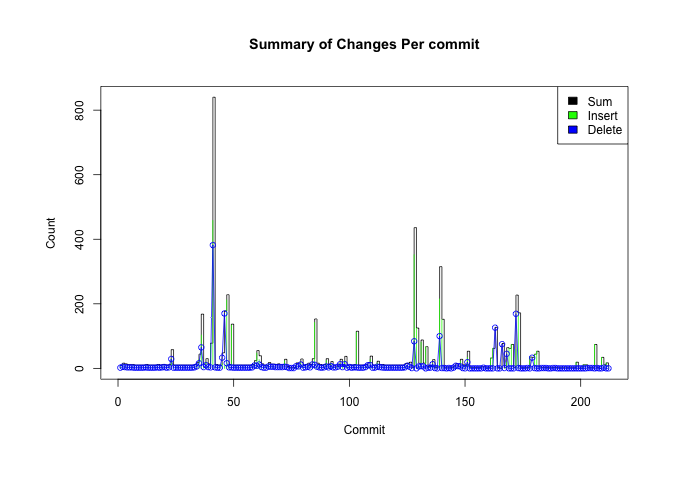 Summary of Changes Per commit
Sum
Insert
Delete
Count
800
600
400
200
0
0 50 100 150 200
Commit